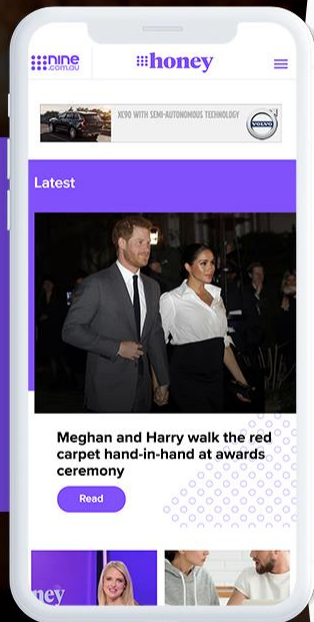 nine
.com.au
honey
XC90 WITH SEMI-AUTONOMOUS TECHNOLOGY
VOLVO
Latest
Meghan and Harry walk the red
carpet hand-in-hand at awards
ceremony
Read
ney